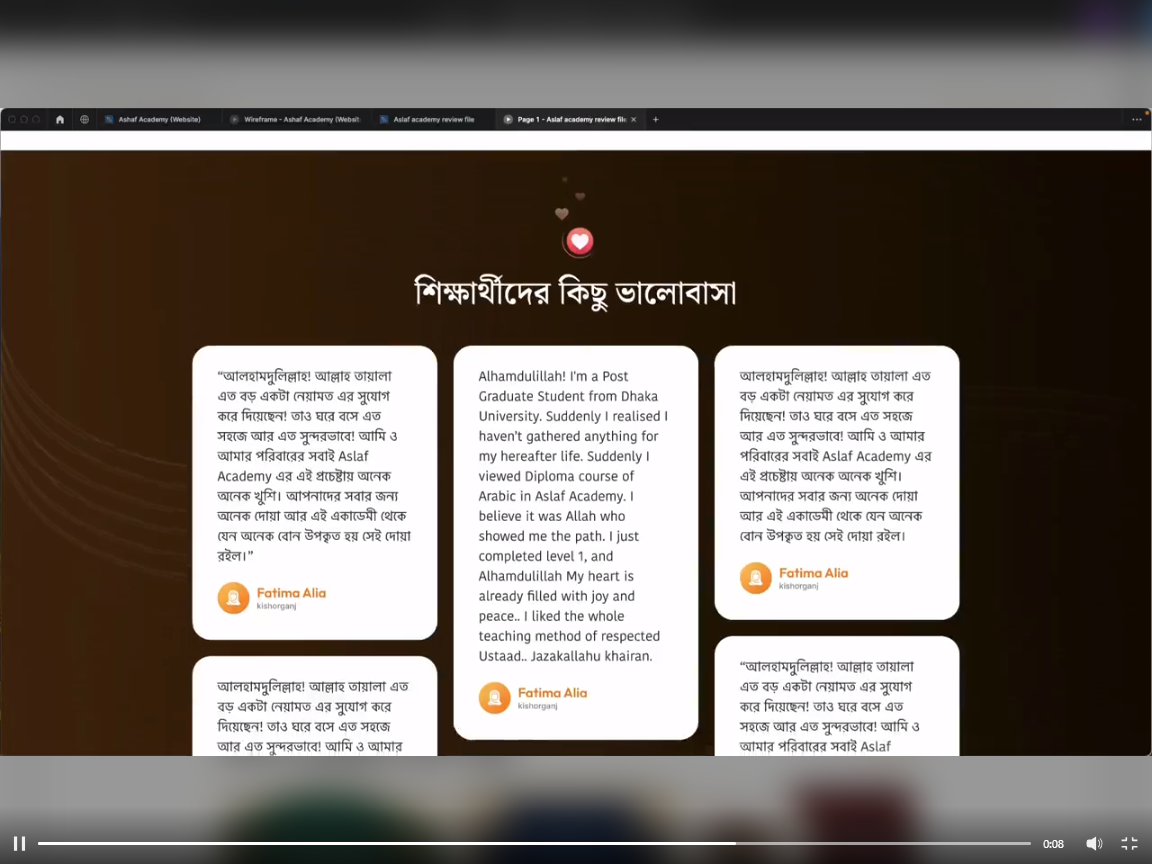 Ashaf Academy (Website)
Wireframe - Ashaf Academy (Websit
Aslaf academy review file
Page 1 - Aslaf academy review file
শিক্ষার্থীদের কিছু ভালোবাসা
“আলহামদুলিল্লাহ! আল্লাহ তায়ালা
এত বড় একটা নেয়ামত এর সুযোগ
করে দিয়েছেন! তাও ঘরে বসে এত
সহজে আর এত সুন্দরভাবে! আমি ও
আমার পরিবারের সবাই Aslaf
Academy এর এই প্রচেষ্টায় অনেক
অনেক খুশি। আপনাদের সবার জন্য
অনেক দোয়া আর এই একাডেমী থেকে
যেন অনেক বোন উপকৃত হয় সেই দোয়া
রইল।”
Fatima Alia
kishorganj
আলহামদুলিল্লাহ! আল্লাহ তায়ালা এত
বড় একটা নেয়ামত এর সুযোগ করে
দিয়েছেন! তাও ঘরে বসে এত সহজে
আর এত সুন্দরভাবে! আমি ও আমার
Alhamdulillah! I'm a Post
Graduate Student from Dhaka
University. Suddenly I realised I
haven't gathered anything for
my hereafter life. Suddenly I
viewed Diploma course of
Arabic in Aslaf Academy. I
believe it was Allah who
showed me the path. I just
completed level 1, and
Alhamdulillah My heart is
already filled with joy and
peace.. I liked the whole
teaching method of respected
Ustaad.. Jazakallahu khairan.
Fatima Alia
kishorganj
আলহামদুলিল্লাহ! আল্লাহ তায়ালা এত
বড় একটা নেয়ামত এর সুযোগ করে
দিয়েছেন! তাও ঘরে বসে এত সহজে
আর এত সুন্দরভাবে! আমি ও আমার
পরিবারের সবাই Aslaf Academy এর
এই প্রচেষ্টায় অনেক অনেক খুশি।
আপনাদের সবার জন্য অনেক দোয়া
আর এই একাডেমী থেকে যেন অনেক
বোন উপকৃত হয় সেই দোয়া রইল।
Fatima Alia
kishorganj
“আলহামদুলিল্লাহ! আল্লাহ তায়ালা
এত বড় একটা নেয়ামত এর সুযোগ
করে দিয়েছেন! তাও ঘরে বসে এত
সহজে আর এত সুন্দরভাবে! আমি ও
আমার পরিবারের সবাই Aslaf
0:08